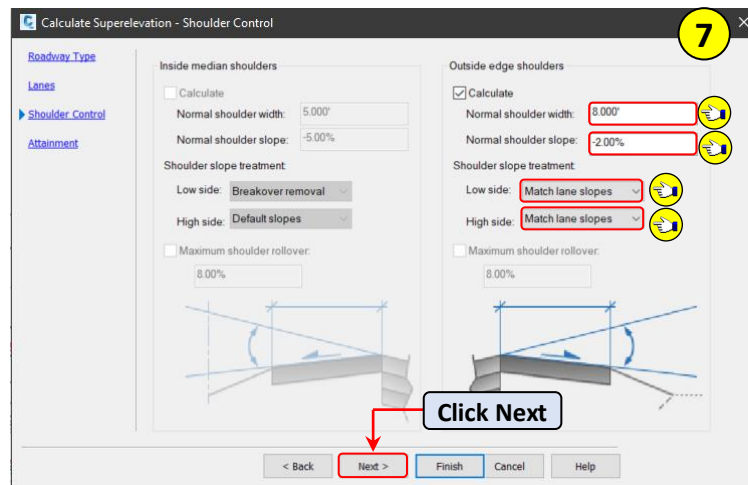 Calculate Superelevation - Shoulder Control
7
Roadway Type
Lanes
Shoulder Control
Attainment
Inside median shoulders
Calculate
Normal shoulder width: 5.000'
Normal shoulder slope: -5.00%
Shoulder slope treatment:
Low side: Breakover removal
High side: Default slopes
Maximum shoulder rollover:
8.00%
Outside edge shoulders
Calculate
Normal shoulder width: 8.000'
Normal shoulder slope: -2.00%
Shoulder slope treatment:
Low side: Match lane slopes
High side: Match lane slopes
Maximum shoulder rollover:
8.00%
Click Next
< Back Next > Finish Cancel Help